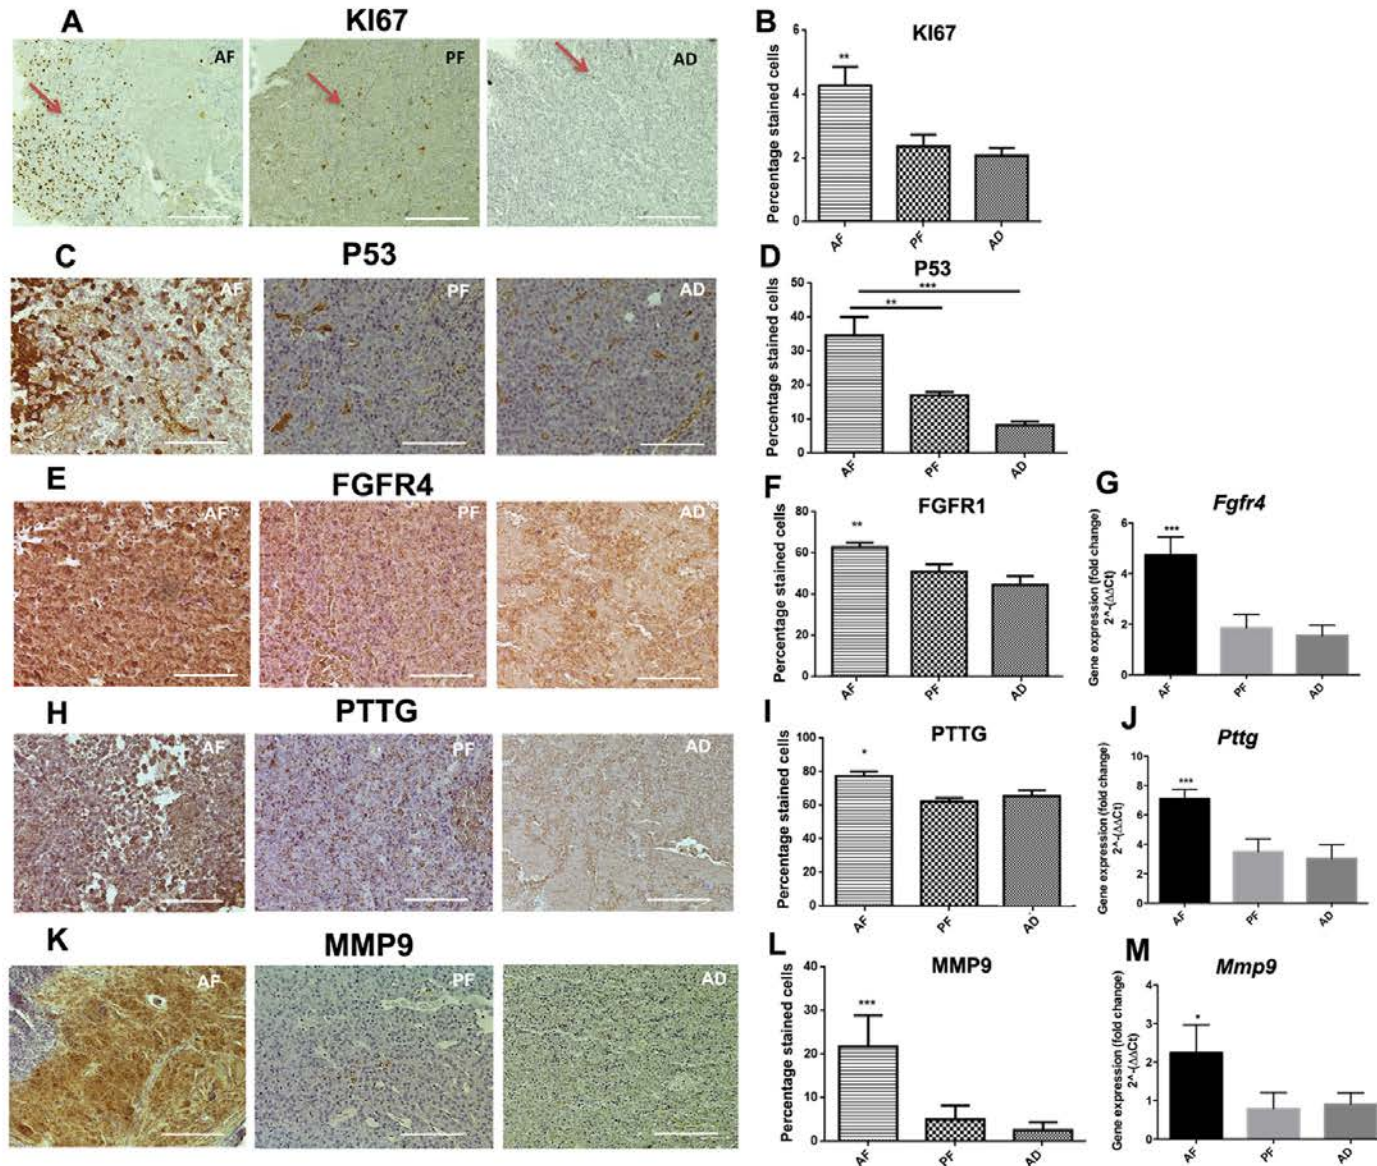 A KI67
AF PF AD
B KI67
Percentage stained cells
6
4
2
0
**
AF PF AD
C P53
AF PF AD
D P53
Percentage stained cells
50
40
30
20
10
0
***
**
AF PF AD
E FGFR4
AF PF AD
F FGFR1
Percentage stained cells
80
60
40
20
0
**
AF PF AD
G Fgfr4
Gene expression (fold change)
2^-(ΔΔCt)
6
4
2
0
***
AF PF AD
H PTTG
AF PF AD
I PTTG
Percentage stained cells
100
80
60
40
20
0
*
AF PF AD
J Pttg
Gene expression (fold change)
2^-(ΔΔCt)
10
8
6
4
2
0
***
AF PF AD
K MMP9
AF PF AD
L MMP9
Percentage stained cells
40
30
20
10
0
***
AF PF AD
M Mmp9
Gene expression (fold change)
2^-(ΔΔCt)
4
3
2
1
0
*
AF PF AD